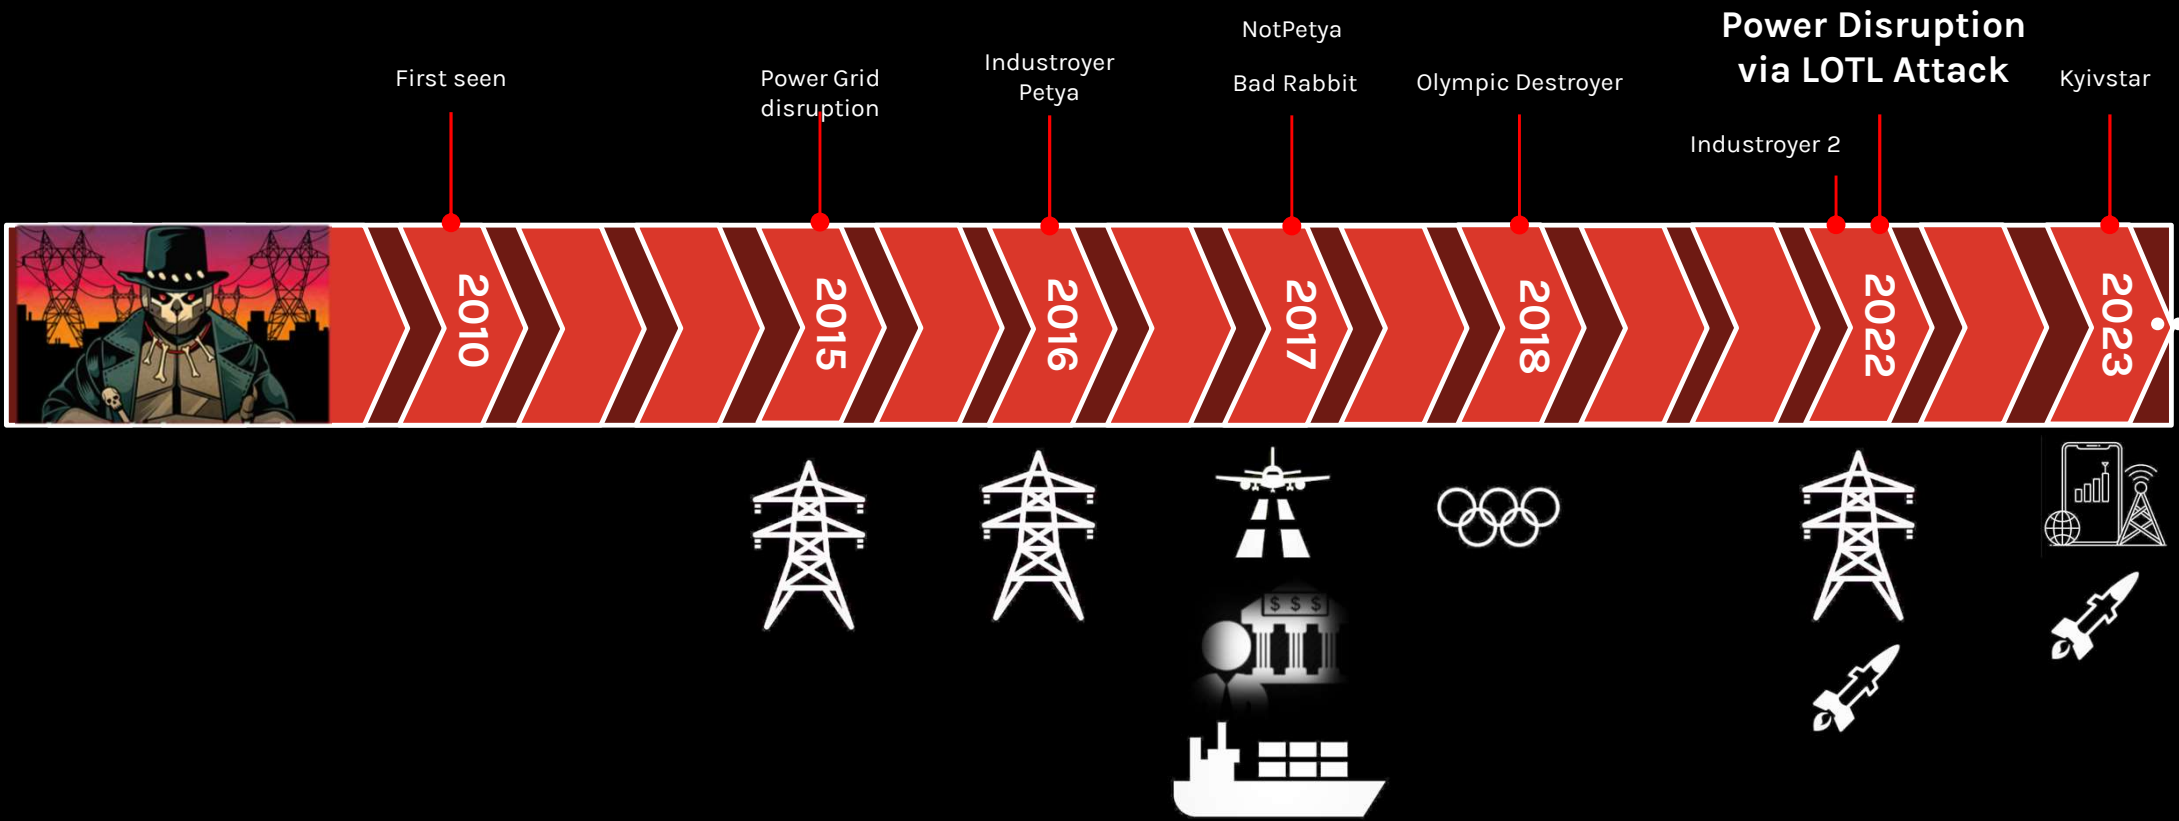 First seen
Power Grid
disruption
Industroyer
Petya
NotPetya
Bad Rabbit
Olympic Destroyer
Industroyer 2
Power Disruption
via LOTL Attack
Kyivstar
2010
2015
2016
2017
2018
2022
2023
$ $ $